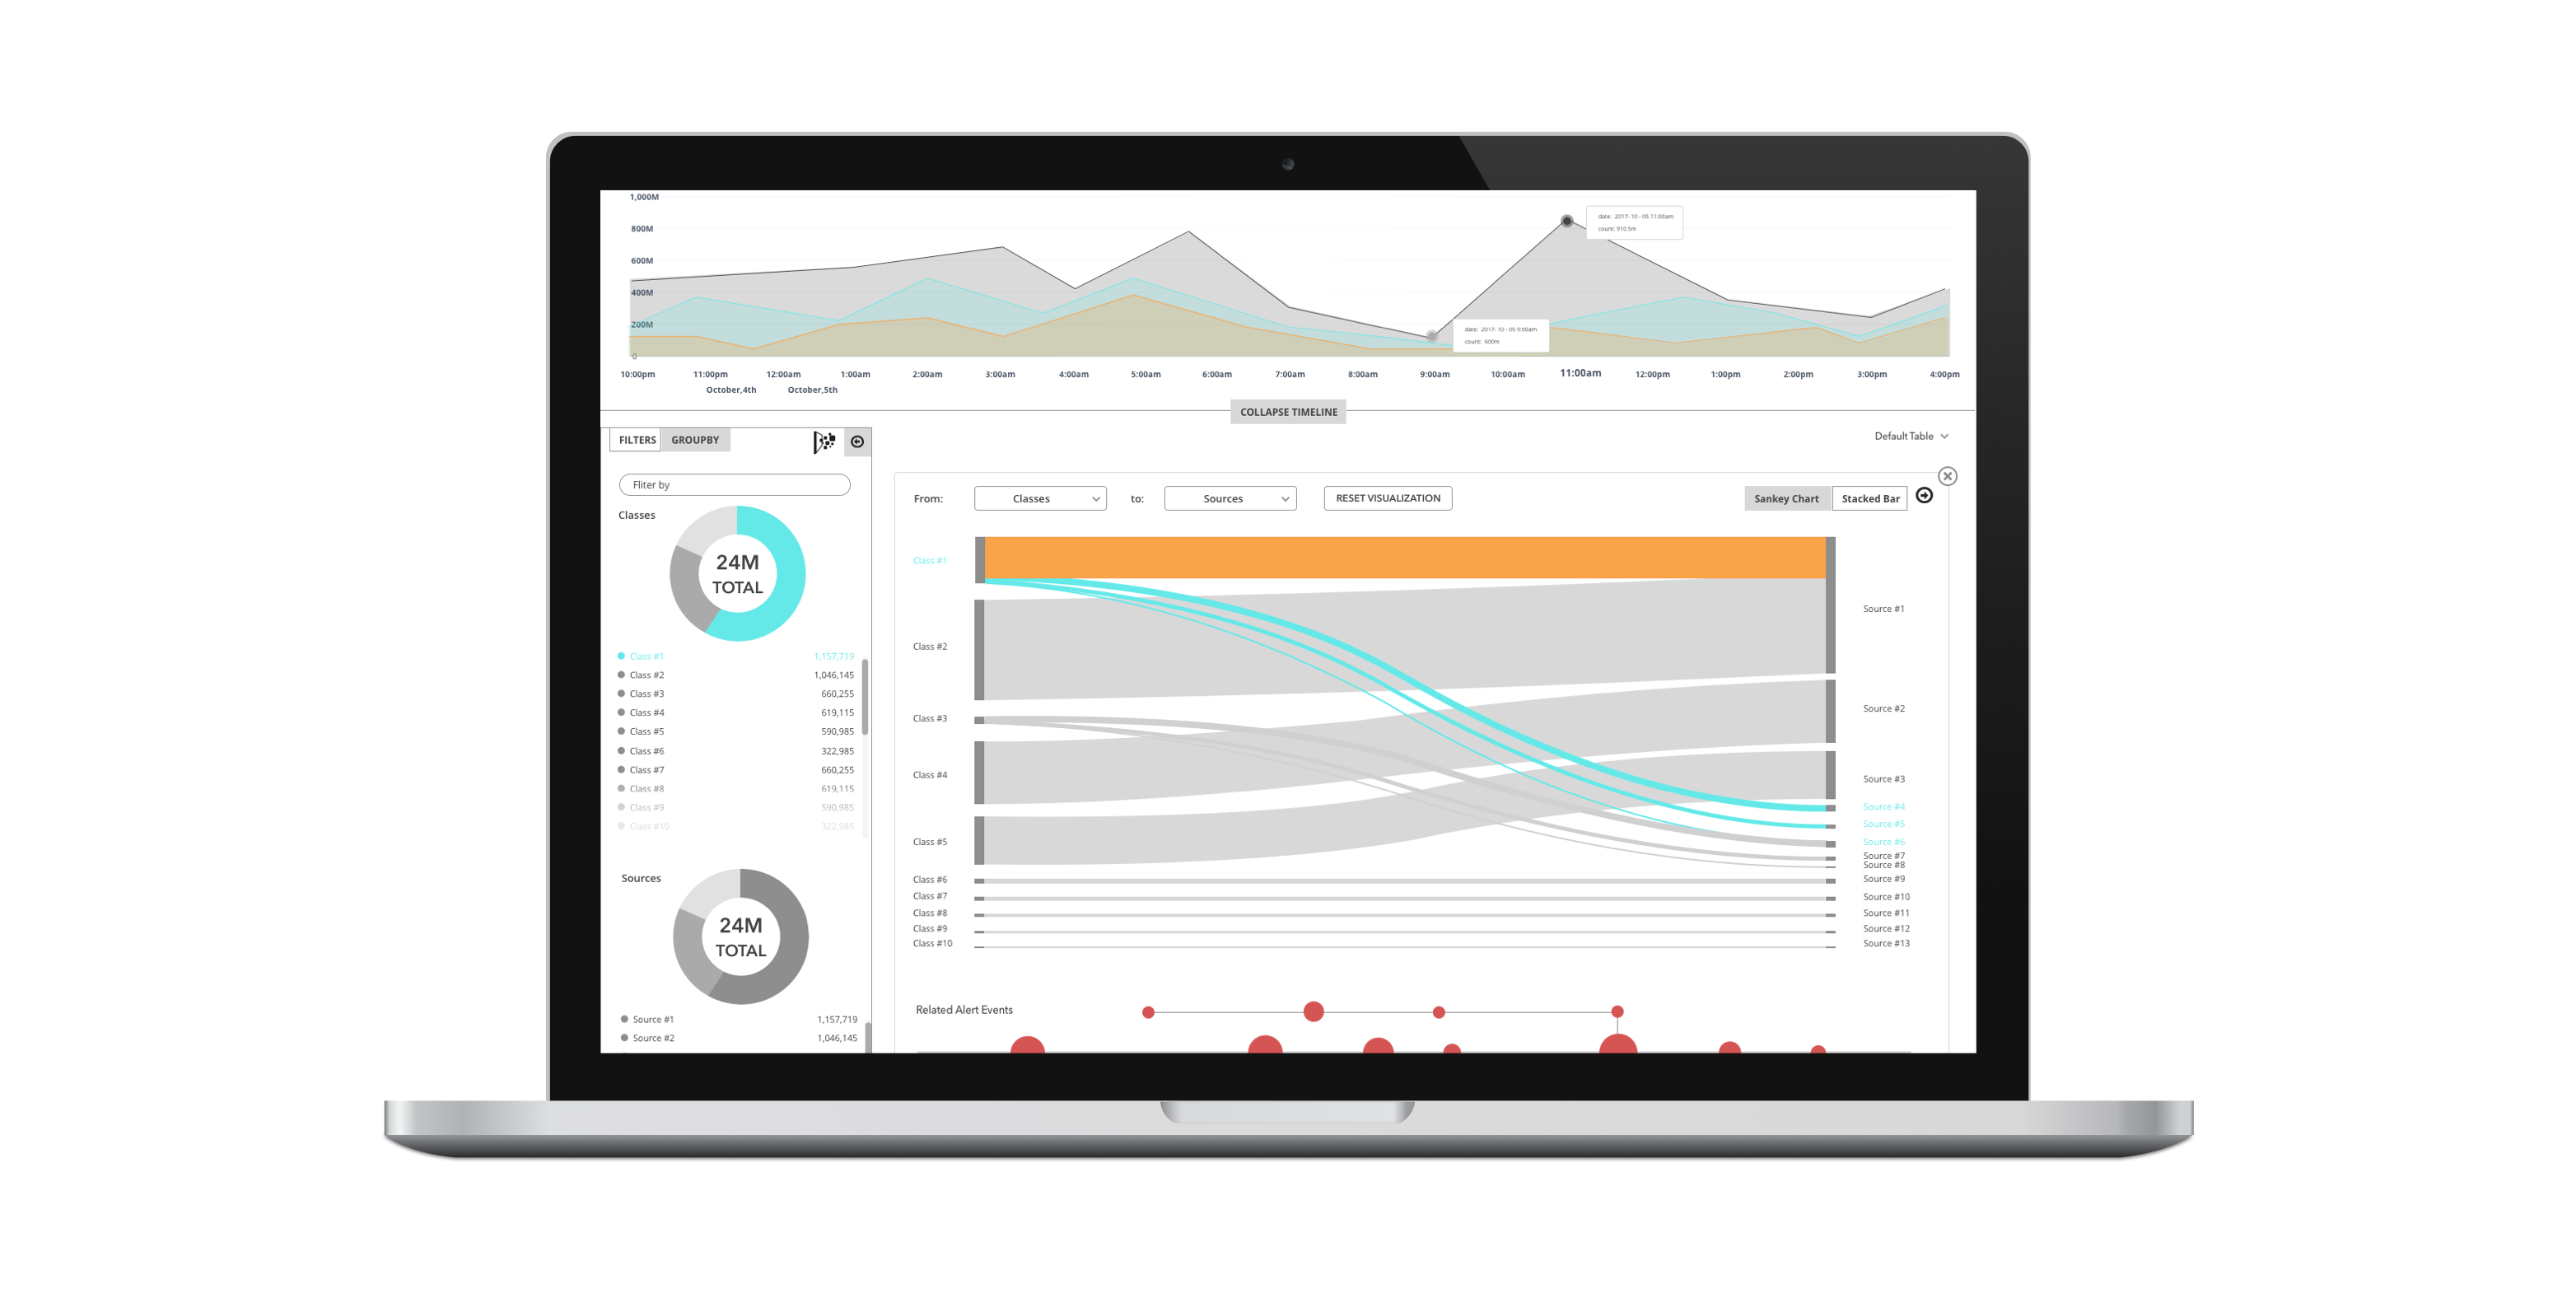 1,000M
800M
600M
400M
200M
0
date: 2017- 10 - 05 11:00am
count: 910.5m
date: 2017- 10 - 05 9:00am
count: 600m
10:00pm 11:00pm 12:00am 1:00am 2:00am 3:00am 4:00am 5:00am 6:00am 7:00am 8:00am 9:00am 10:00am 11:00am 12:00pm 1:00pm 2:00pm 3:00pm 4:00pm
October,4th October,5th
COLLAPSE TIMELINE
FILTERS GROUPBY
Default Table
Fliter by
Classes
24M
TOTAL
Class #1 1,157,719
Class #2 1,046,145
Class #3 660,255
Class #4 619,115
Class #5 590,985
Class #6 322,985
Class #7 660,255
Class #8 619,115
Class #9 590,985
Class #10 322,985
Sources
24M
TOTAL
Source #1 1,157,719
Source #2 1,046,145
From: Classes to: Sources RESET VISUALIZATION Sankey Chart Stacked Bar
Class #1
Class #2
Class #3
Class #4
Class #5
Class #6
Class #7
Class #8
Class #9
Class #10
Source #1
Source #2
Source #3
Source #4
Source #5
Source #6
Source #7
Source #8
Source #9
Source #10
Source #11
Source #12
Source #13
Related Alert Events